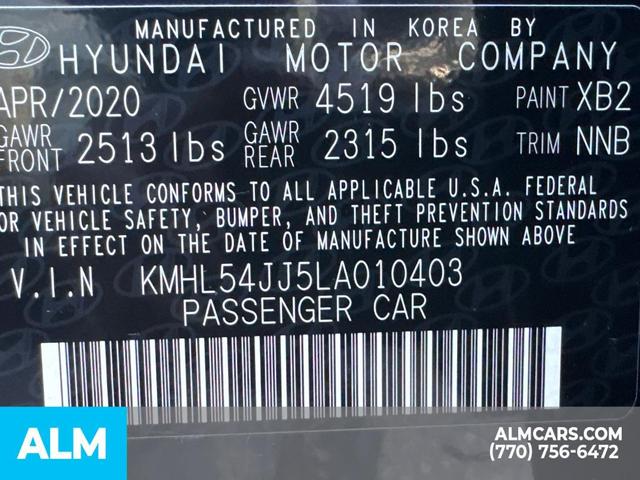 MANUFACTURED IN KOREA BY
HYUNDAI MOTOR COMPANY
APR/2020 GVWR 4519 lbs PAINT XB2
GAWR FRONT 2513 lbs GAWR REAR 2315 lbs TRIM NNB
THIS VEHICLE CONFORMS TO ALL APPLICABLE U.S.A. FEDERAL
OR VEHICLE SAFETY, BUMPER, AND THEFT PREVENTION STANDARDS
IN EFFECT ON THE DATE OF MANUFACTURE SHOWN ABOVE
V.I.N KMHL54JJ5LA010403
PASSENGER CAR
ALM
ALMCARS.COM
(770) 756-6472